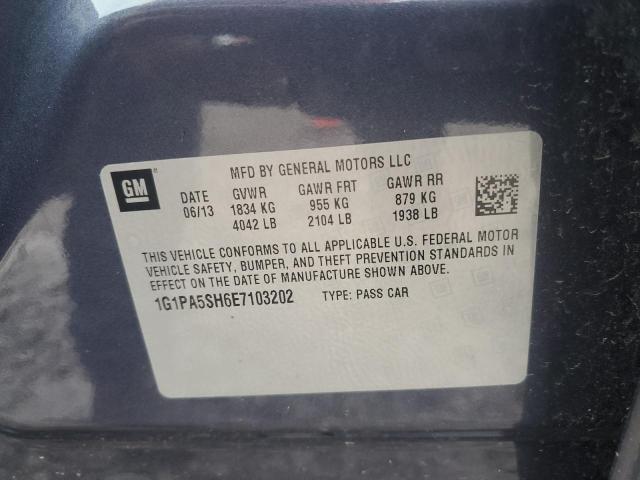 GM
MFD BY GENERAL MOTORS LLC
DATE GVWR GAWR FRT GAWR RR
06/13 1834 KG 955 KG 879 KG
4042 LB 2104 LB 1938 LB
THIS VEHICLE CONFORMS TO ALL APPLICABLE U.S. FEDERAL MOTOR
VEHICLE SAFETY, BUMPER, AND THEFT PREVENTION STANDARDS IN
EFFECT ON THE DATE OF MANUFACTURE SHOWN ABOVE.
1G1PA5SH6E7103202 TYPE: PASS CAR